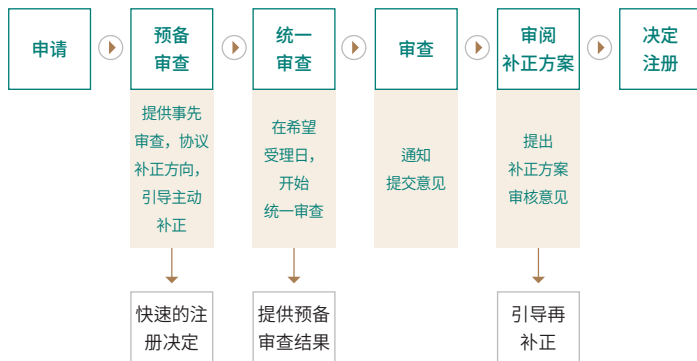 申请
预备
审查
统一
审查
审查
审阅
补正方案
决定
注册
提供事先
审查，协议
补正方向，
引导主动
补正
在希望
受理日，
开始
统一审查
通知
提交意见
提出
补正方案
审核意见
快速的注
册决定
提供预备
审查结果
引导再
补正